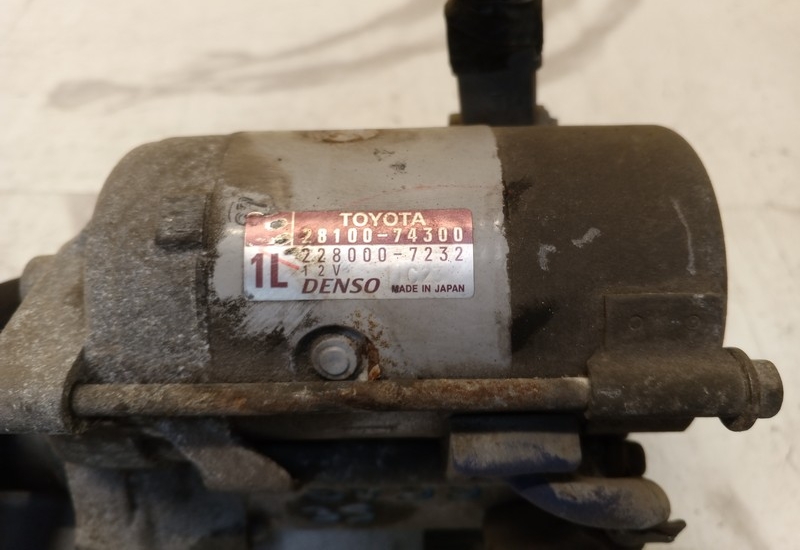 TOYOTA
28100-74300
228000-7232
12V
1L
DENSO MADE IN JAPAN